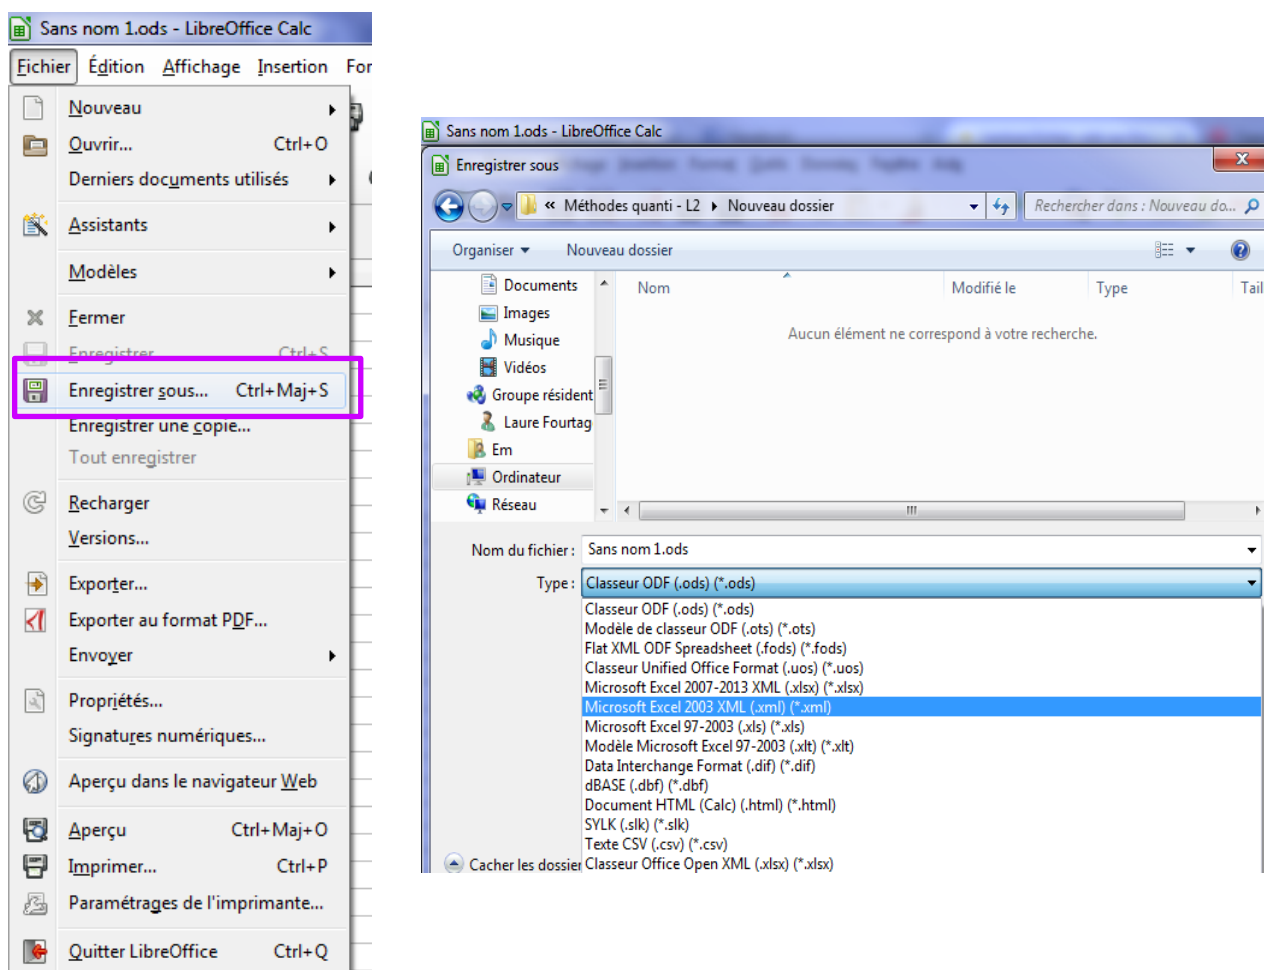 Sans nom 1.ods - LibreOffice Calc
Fichier Édition Affichage Insertion For
Nouveau
Ouvrir... Ctrl+O
Derniers documents utilisés
Assistants
Modèles
Fermer
Enregistrer Ctrl+S
Enregistrer sous... Ctrl+Maj+S
Enregistrer une copie...
Tout enregistrer
Recharger
Versions...
Exporter...
Exporter au format PDF...
Envoyer
Propriétés...
Signatures numériques...
Aperçu dans le navigateur Web
Aperçu Ctrl+Maj+O
Imprimer... Ctrl+P
Paramétrages de l'imprimante...
Quitter LibreOffice Ctrl+Q
Sans nom 1.ods - LibreOffice Calc
Enregistrer sous
« Méthodes quanti - L2 Nouveau dossier Rechercher dans : Nouveau do...
Organiser Nouveau dossier
Nom Modifié le Type Tail
Aucun élément ne correspond à votre recherche.
Documents
Images
Musique
Vidéos
Groupe résident
Laure Fourtag
Em
Ordinateur
Réseau
Nom du fichier : Sans nom 1.ods
Type : Classeur ODF (.ods) (*.ods)
Classeur ODF (.ods) (*.ods)
Modèle de classeur ODF (.ots) (*.ots)
Flat XML ODF Spreadsheet (.fods) (*.fods)
Classeur Unified Office Format (.uos) (*.uos)
Microsoft Excel 2007-2013 XML (.xlsx) (*.xlsx)
Microsoft Excel 2003 XML (.xml) (*.xml)
Microsoft Excel 97-2003 (.xls) (*.xls)
Modèle Microsoft Excel 97-2003 (.xlt) (*.xlt)
Data Interchange Format (.dif) (*.dif)
dBASE (.dbf) (*.dbf)
Document HTML (Calc) (.html) (*.html)
SYLK (.slk) (*.slk)
Texte CSV (.csv) (*.csv)
Classeur Office Open XML (.xlsx) (*.xlsx)
Cacher les dossier